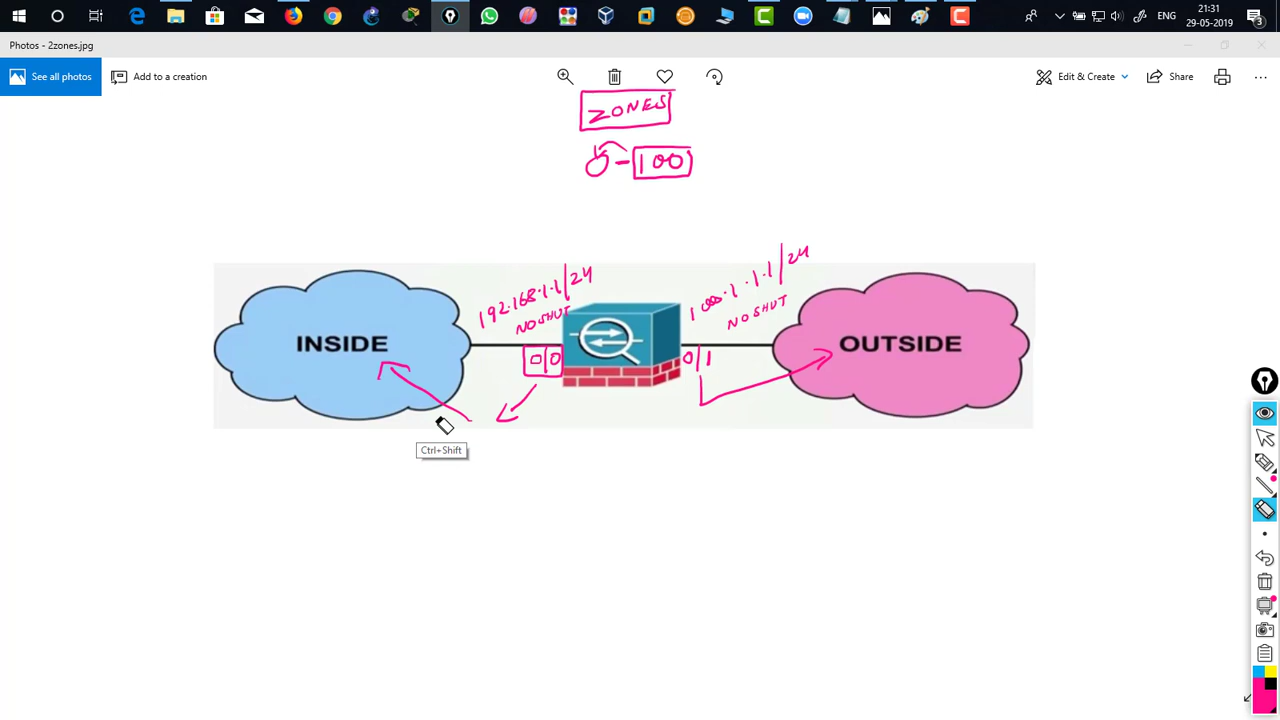 21:31
ENG
29-05-2019
3
Photos - 2zones.jpg
See all photos
Add to a creation
Edit & Create
Share
ZONES
0-100
192.168.1.1/24
NO SHUT
100.1.1.1/24
NO SHUT
INSIDE
0/0
0/1
OUTSIDE
Ctrl+Shift